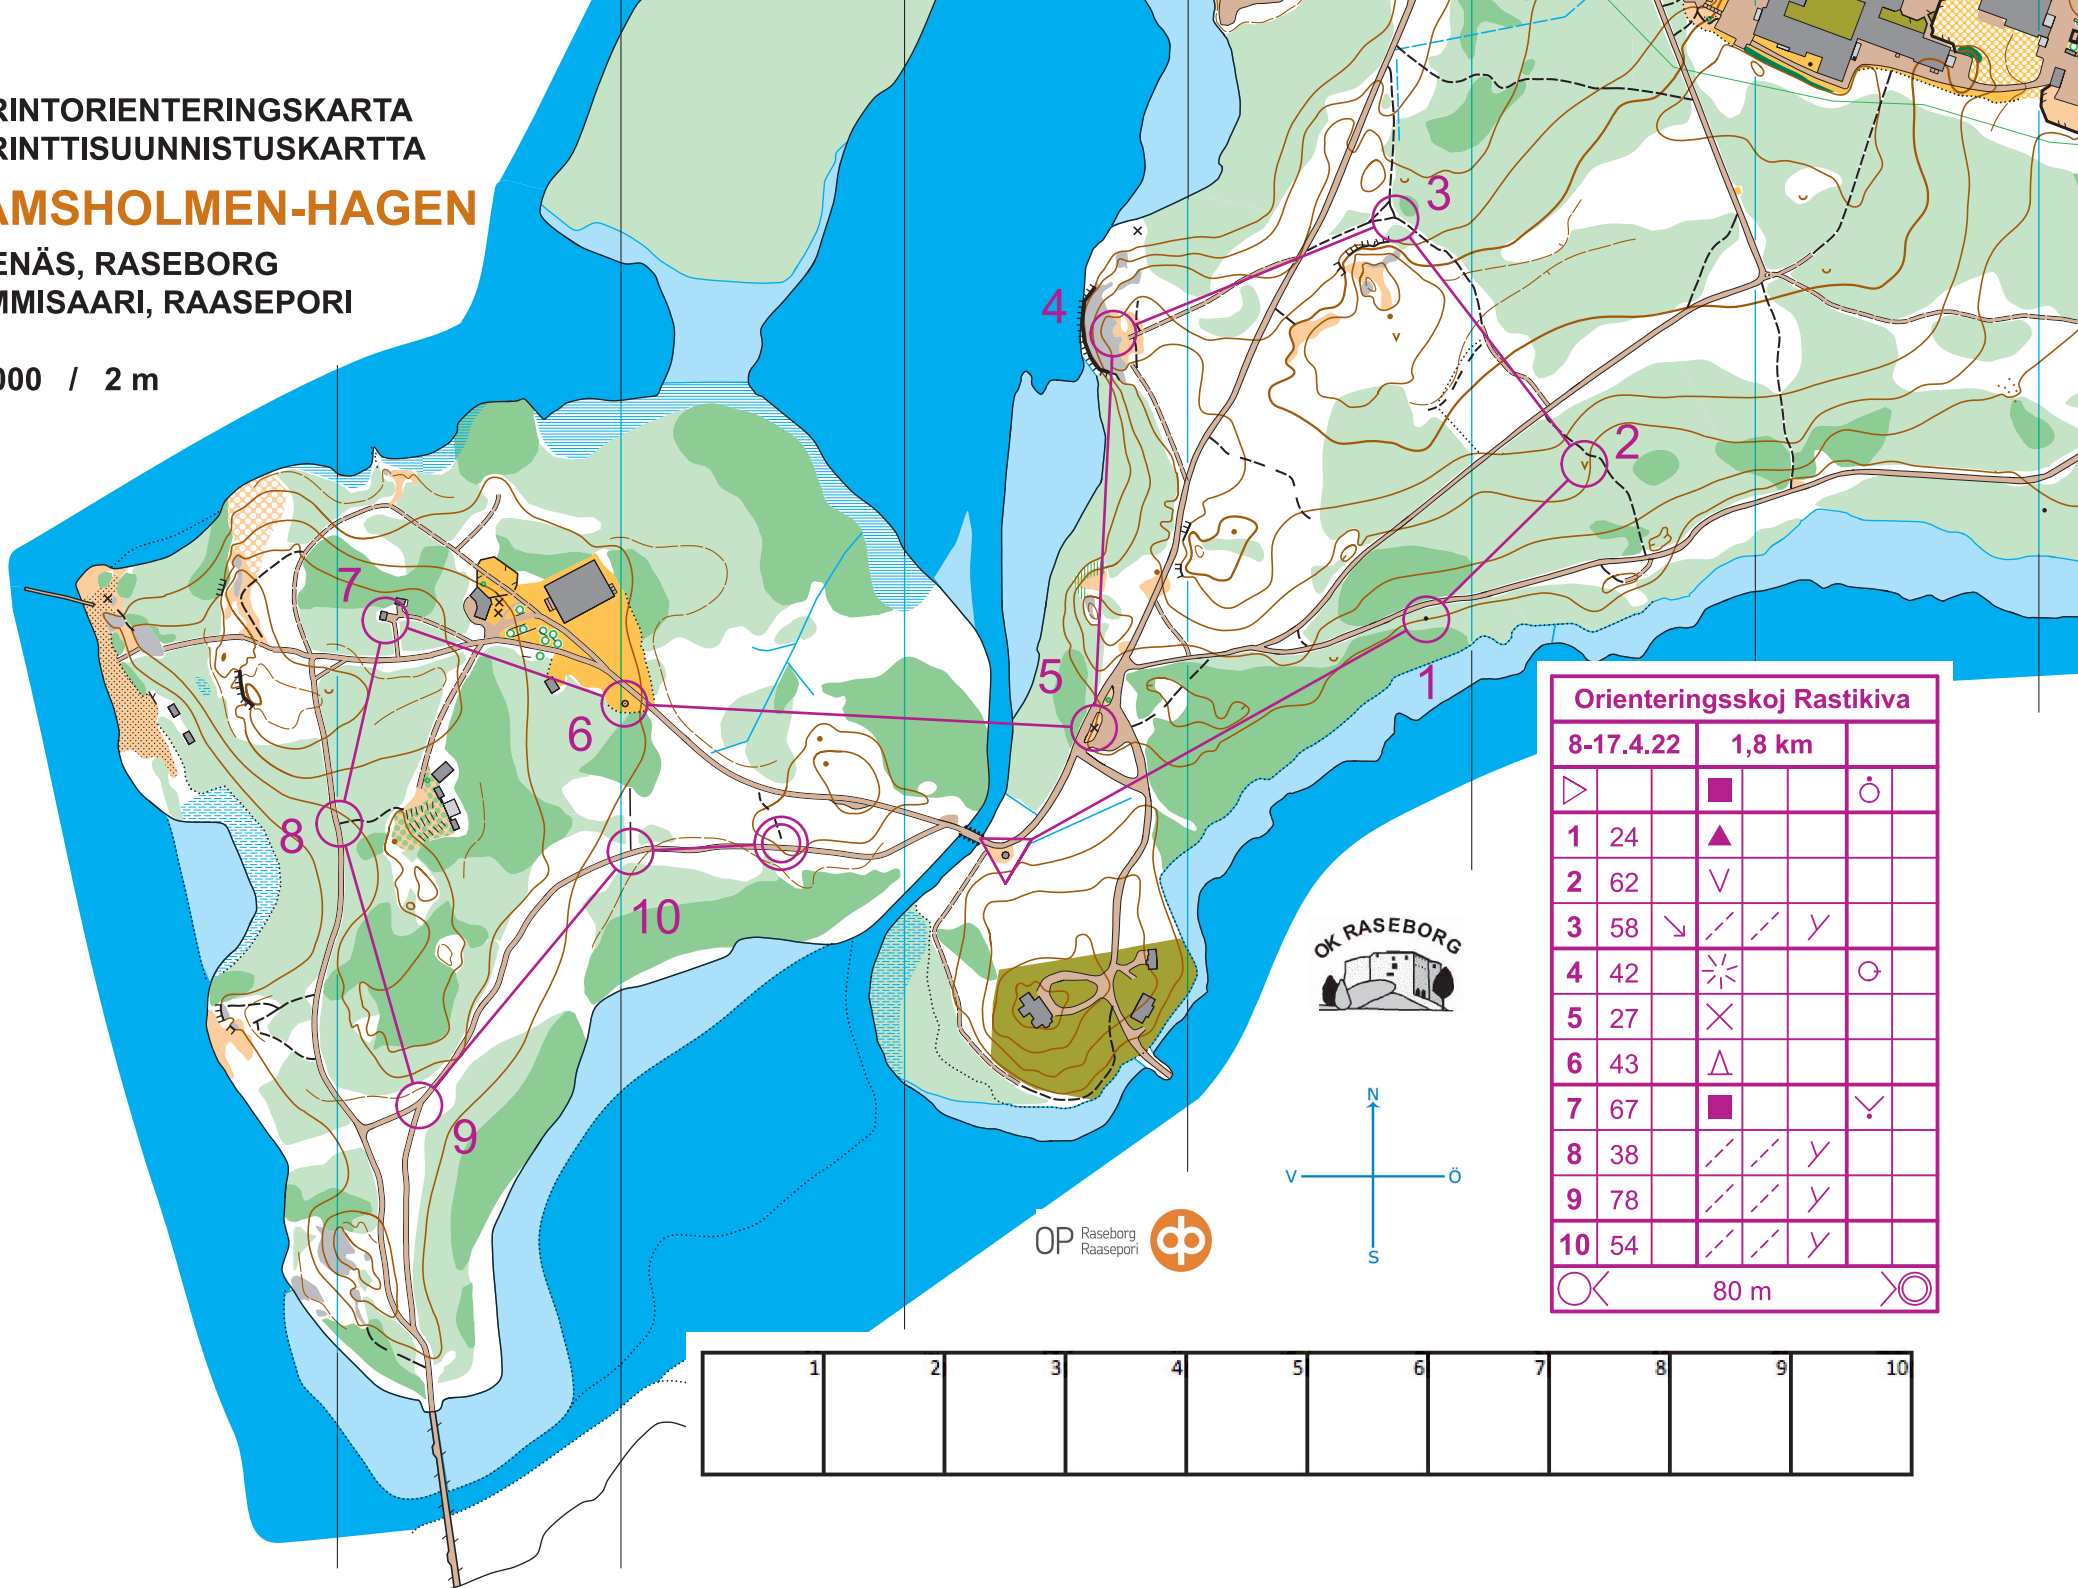 RINTORIENTERINGSKARTA
RINTTISUUNNISTUSKARTTA
AMSHOLMEN-HAGEN
ENÄS, RASEBORG
MMISAARI, RAASEPORI
000 / 2 m
3
4
2
7
5
1
6
8
10
9
Orienteringsskoj Rastikiva
8-17.4.22 1,8 km
1 24
2 62
3 58
4 42
5 27
6 43
7 67
8 38
9 78
10 54
80 m
OK RASEBORG
N
V Ö
S
OP Raseborg
Raasepori
1 2 3 4 5 6 7 8 9 10